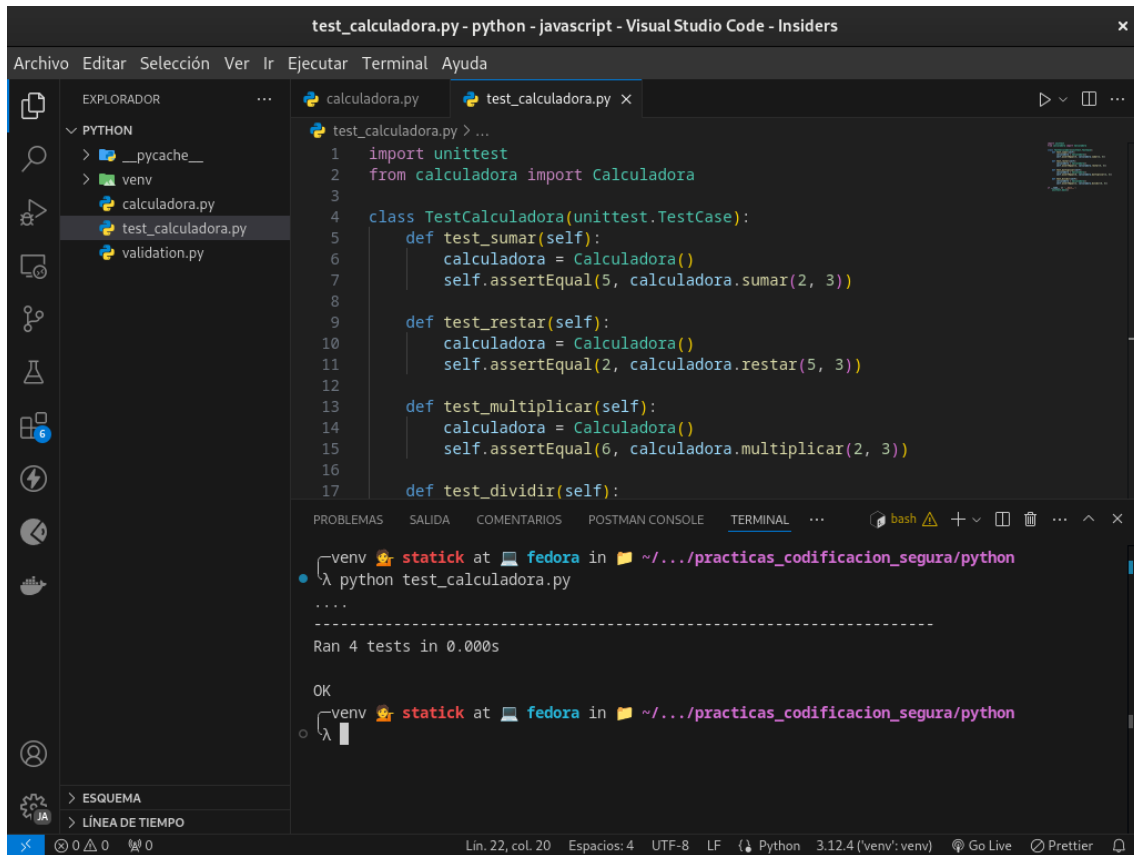 test_calculadora.py - python - javascript - Visual Studio Code - Insiders
Archivo Editar Selección Ver Ir Ejecutar Terminal Ayuda
EXPLORADOR
PYTHON
__pycache__
venv
calculadora.py
test_calculadora.py
validation.py
ESQUEMA
LÍNEA DE TIEMPO
6
JA
calculadora.py test_calculadora.py
test_calculadora.py > ...
1 import unittest
2 from calculadora import Calculadora
3
4 class TestCalculadora(unittest.TestCase):
5 def test_sumar(self):
6 calculadora = Calculadora()
7 self.assertEqual(5, calculadora.sumar(2, 3))
8
9 def test_restar(self):
10 calculadora = Calculadora()
11 self.assertEqual(2, calculadora.restar(5, 3))
12
13 def test_multiplicar(self):
14 calculadora = Calculadora()
15 self.assertEqual(6, calculadora.multiplicar(2, 3))
16
17 def test_dividir(self):
PROBLEMAS SALIDA COMENTARIOS POSTMAN CONSOLE TERMINAL ... bash
venv statick at fedora in ~/.../practicas_codificacion_segura/python
λ python test_calculadora.py
....
----------------------------------------------------------------------
Ran 4 tests in 0.000s
OK
venv statick at fedora in ~/.../practicas_codificacion_segura/python
λ
0 0 0 Lín. 22, col. 20 Espacios: 4 UTF-8 LF Python 3.12.4 ('venv': venv) Go Live Prettier